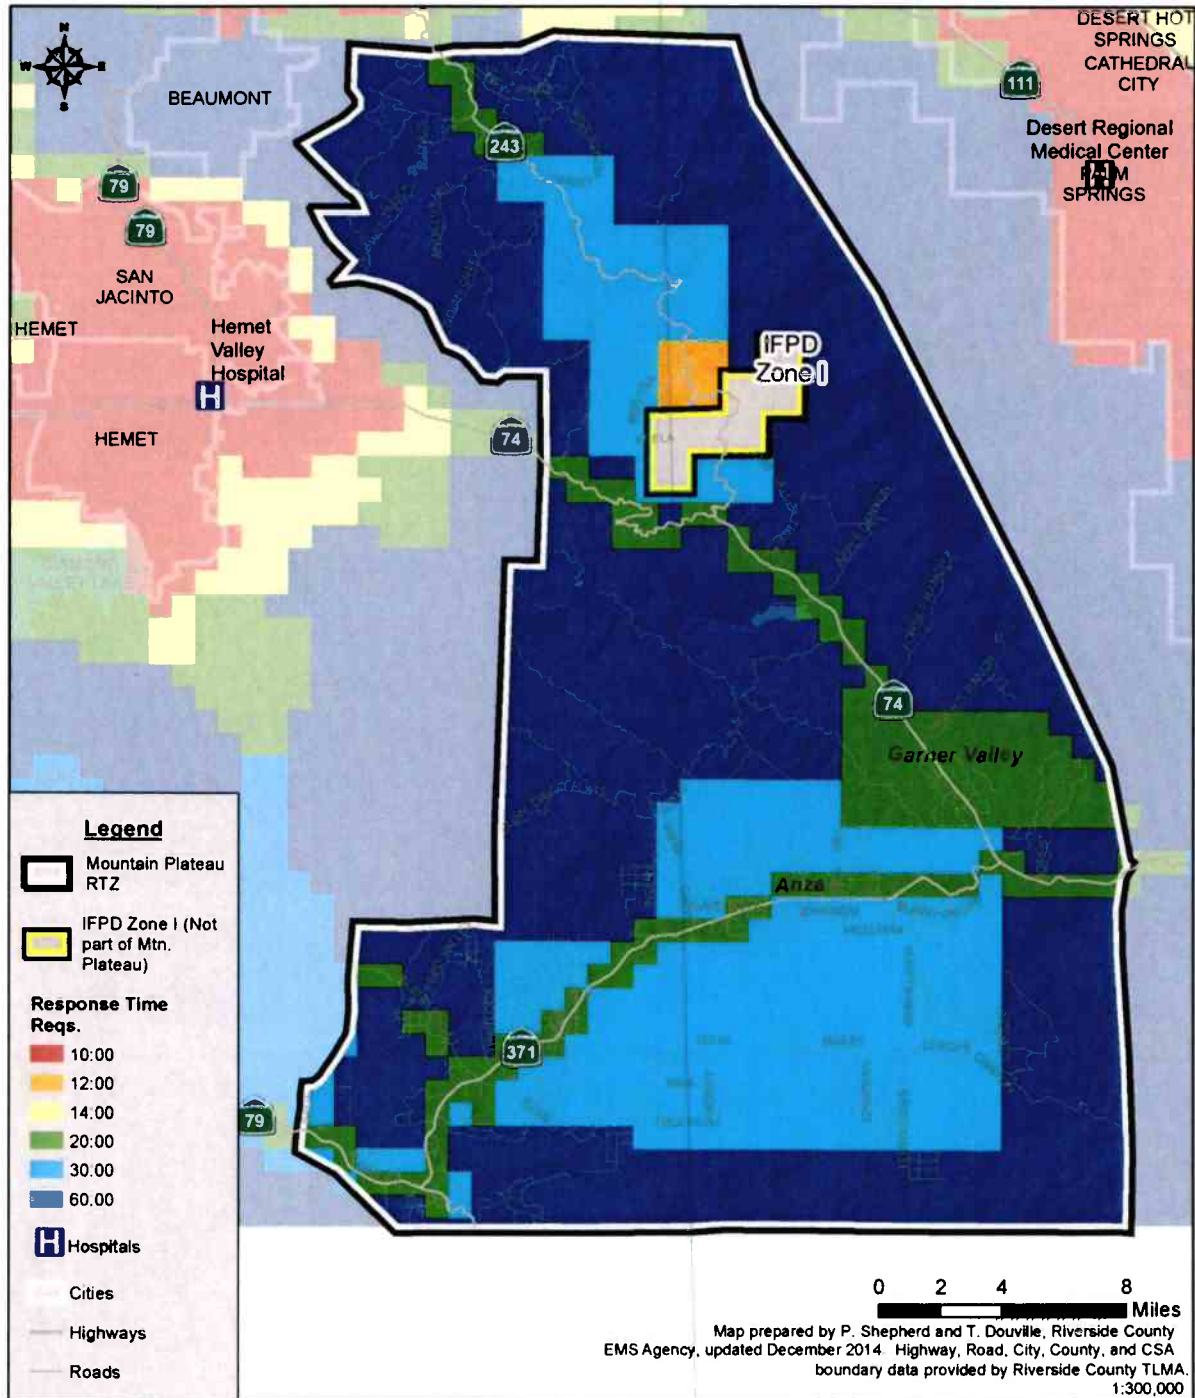 N
W
E
S
DESERT HOT
SPRINGS
CATHEDRAL
CITY
111
BEAUMONT
Desert Regional
Medical Center
PALM
SPRINGS
H
243
79
79
SAN
JACINTO
HEMET
Hemet
Valley
Hospital
H
IFPD
Zone I
HEMET
74
74
Garner Valley
Anza
371
79
Legend
Mountain Plateau
RTZ
IFPD Zone I (Not
part of Mtn.
Plateau)
Response Time
Reqs.
10:00
12:00
14:00
20:00
30:00
60.00
H Hospitals
Cities
Highways
Roads
0 2 4 8
Miles
Map prepared by P. Shepherd and T. Douville, Riverside County
EMS Agency, updated December 2014. Highway, Road, City, County, and CSA
boundary data provided by Riverside County TLMA.
1:300,000